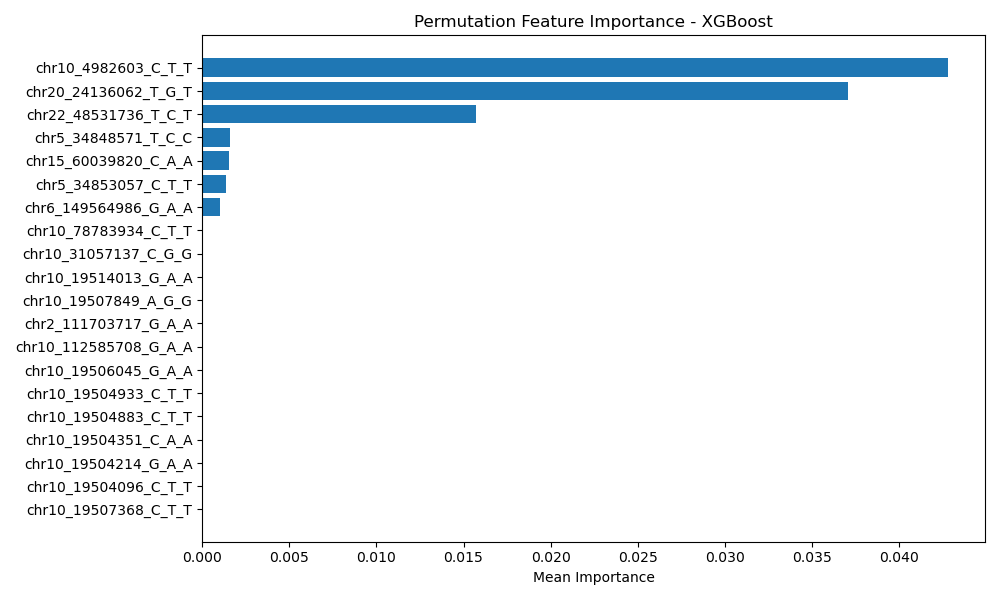 Permutation Feature Importance - XGBoost
chr10_4982603_C_T_T
chr20_24136062_T_G_T
chr22_48531736_T_C_T
chr5_34848571_T_C_C
chr15_60039820_C_A_A
chr5_34853057_C_T_T
chr6_149564986_G_A_A
chr10_78783934_C_T_T
chr10_31057137_C_G_G
chr10_19514013_G_A_A
chr10_19507849_A_G_G
chr2_111703717_G_A_A
chr10_112585708_G_A_A
chr10_19506045_G_A_A
chr10_19504933_C_T_T
chr10_19504883_C_T_T
chr10_19504351_C_A_A
chr10_19504214_G_A_A
chr10_19504096_C_T_T
chr10_19507368_C_T_T
0.000 0.005 0.010 0.015 0.020 0.025 0.030 0.035 0.040
Mean Importance